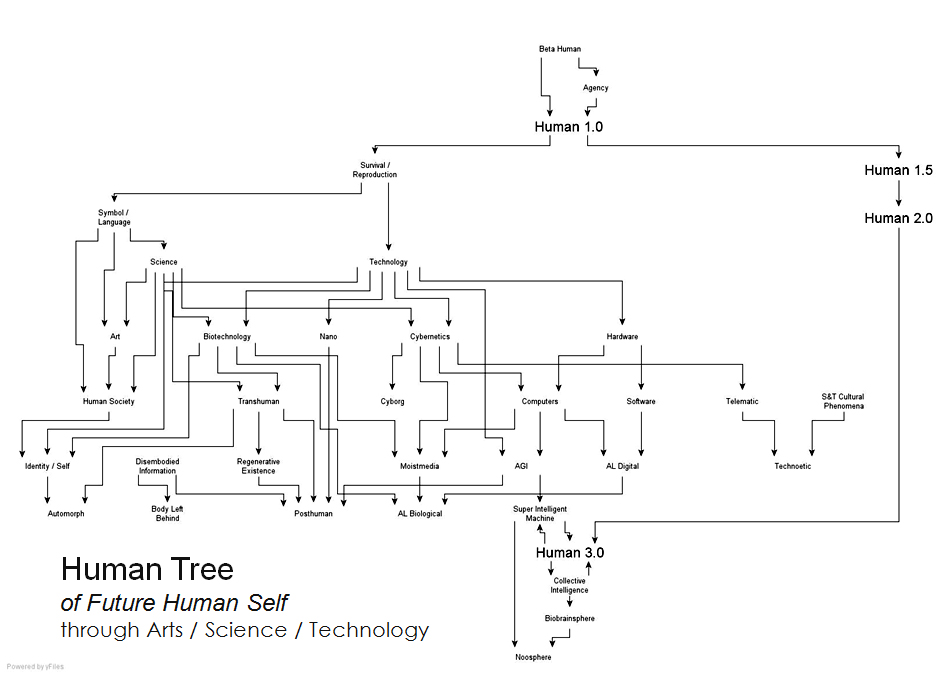 Beta Human
Agency
Human 1.0
Survival /
Reproduction
Human 1.5
Symbol /
Language
Human 2.0
Science
Technology
Art
Biotechnology
Nano
Cybernetics
Hardware
Human Society
Transhuman
Cyborg
Computers
Software
Telematic
S&T Cultural
Phenomena
Identity / Self
Disembodied
Information
Regenerative
Existence
Moistmedia
AGI
AL Digital
Technoetic
Automorph
Body Left
Behind
Posthuman
AL Biological
Super Intelligent
Machine
Human 3.0
Collective
Intelligence
Biobrainsphere
Noosphere
Human Tree
of Future Human Self
through Arts / Science / Technology
Powered by yFiles